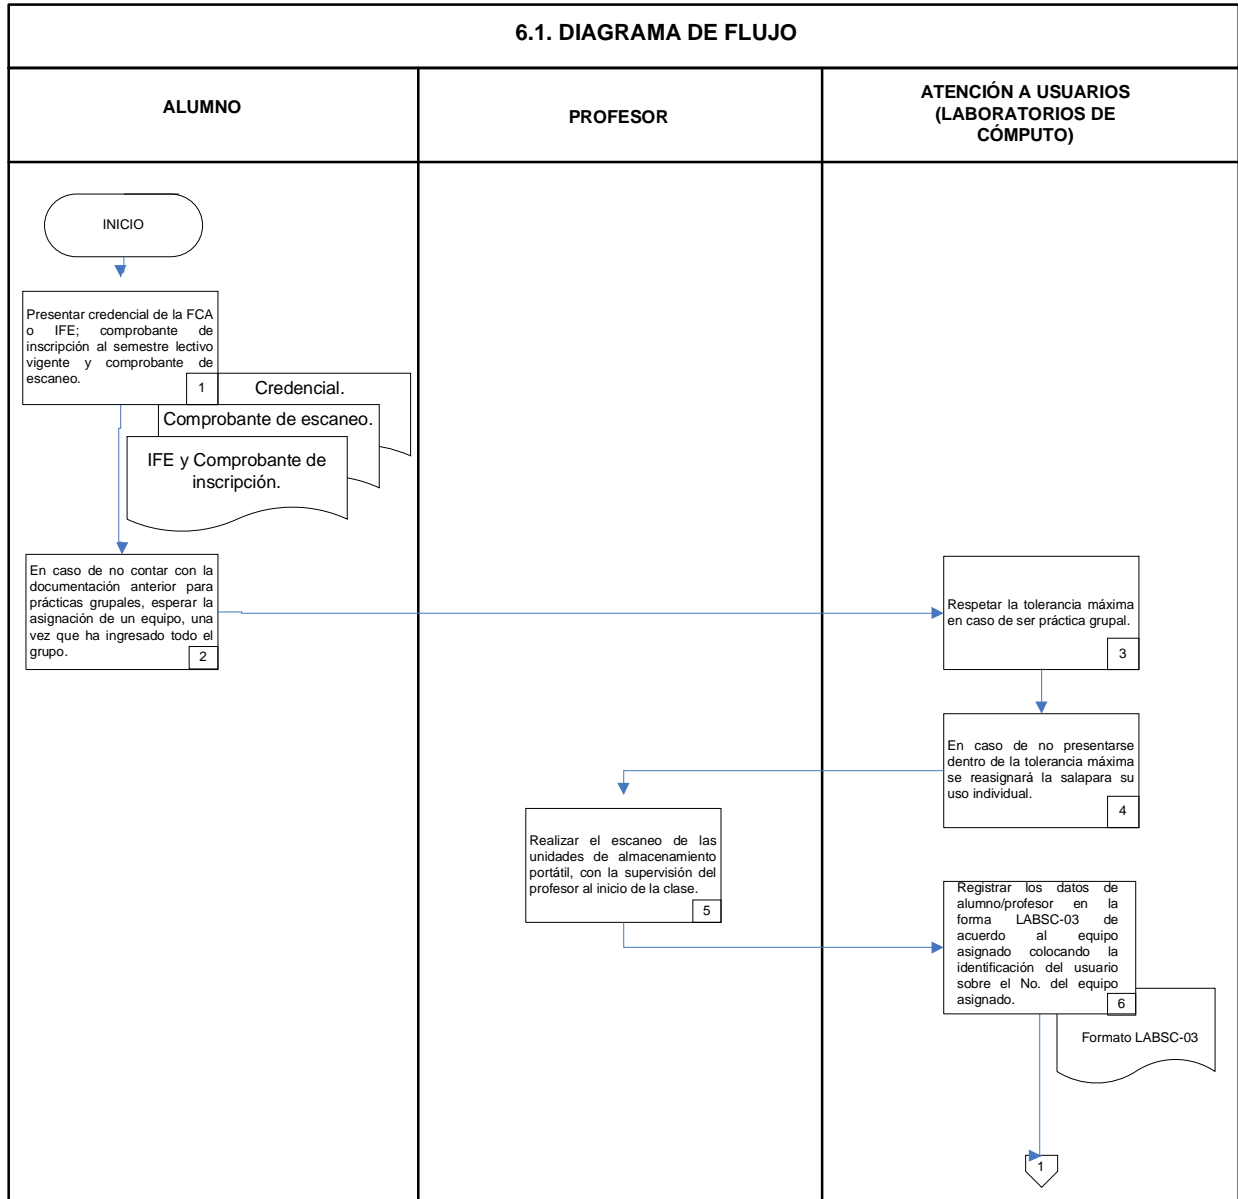 6.1. DIAGRAMA DE FLUJO
ALUMNO
PROFESOR
ATENCIÓN A USUARIOS
(LABORATORIOS DE
CÓMPUTO)
INICIO
Presentar credencial de la FCA
o IFE; comprobante de
inscripción al semestre lectivo
vigente y comprobante de
escaneo.
1
Credencial.
Comprobante de escaneo.
IFE y Comprobante de
inscripción.
En caso de no contar con la
documentación anterior para
prácticas grupales, esperar la
asignación de un equipo, una
vez que ha ingresado todo el
grupo.
2
Respetar la tolerancia máxima
en caso de ser práctica grupal.
3
En caso de no presentarse
dentro de la tolerancia máxima
se reasignará la salapara su
uso individual.
4
Realizar el escaneo de las
unidades de almacenamiento
portátil, con la supervisión del
profesor al inicio de la clase.
5
Registrar los datos de
alumno/profesor en la
forma LABSC-03 de
acuerdo al equipo
asignado colocando la
identificación del usuario
sobre el No. del equipo
asignado.
6
Formato LABSC-03
1